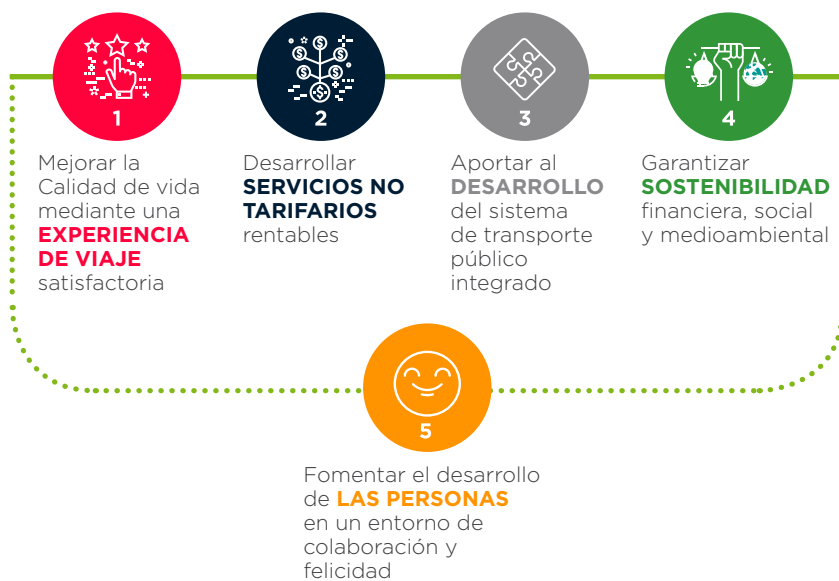 1
Mejorar la
Calidad de vida
mediante una
EXPERIENCIA
DE VIAJE
satisfactoria
2
Desarrollar
SERVICIOS NO
TARIFARIOS
rentables
3
Aportar al
DESARROLLO
del sistema
de transporte
público
integrado
4
Garantizar
SOSTENIBILIDAD
financiera, social
y medioambiental
5
Fomentar el desarrollo
de LAS PERSONAS
en un entorno de
colaboración y
felicidad